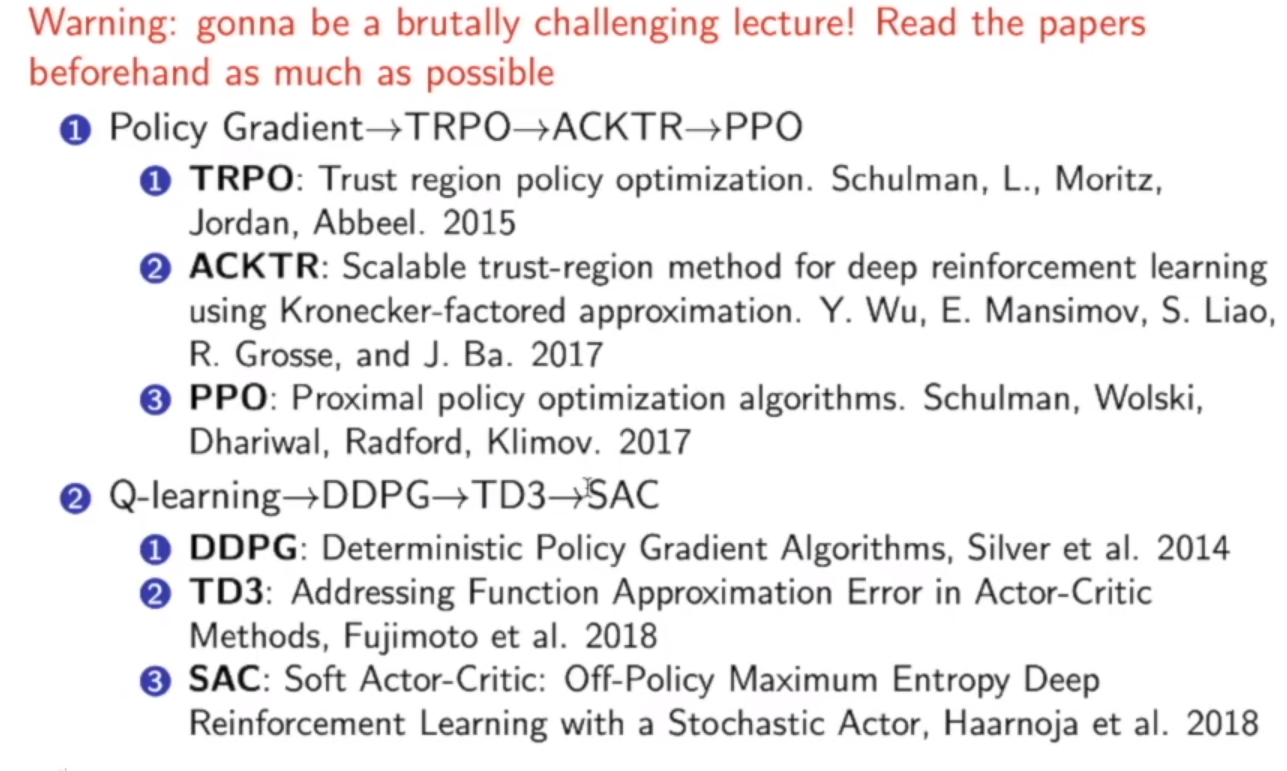 Warning: gonna be a brutally challenging lecture! Read the papers
beforehand as much as possible
1 Policy Gradient→TRPO→ACKTR→PPO
1 TRPO: Trust region policy optimization. Schulman, L., Moritz,
Jordan, Abbeel. 2015
2 ACKTR: Scalable trust-region method for deep reinforcement learning
using Kronecker-factored approximation. Y. Wu, E. Mansimov, S. Liao,
R. Grosse, and J. Ba. 2017
3 PPO: Proximal policy optimization algorithms. Schulman, Wolski,
Dhariwal, Radford, Klimov. 2017
2 Q-learning→DDPG→TD3→SAC
1 DDPG: Deterministic Policy Gradient Algorithms, Silver et al. 2014
2 TD3: Addressing Function Approximation Error in Actor-Critic
Methods, Fujimoto et al. 2018
3 SAC: Soft Actor-Critic: Off-Policy Maximum Entropy Deep
Reinforcement Learning with a Stochastic Actor, Haarnoja et al. 2018